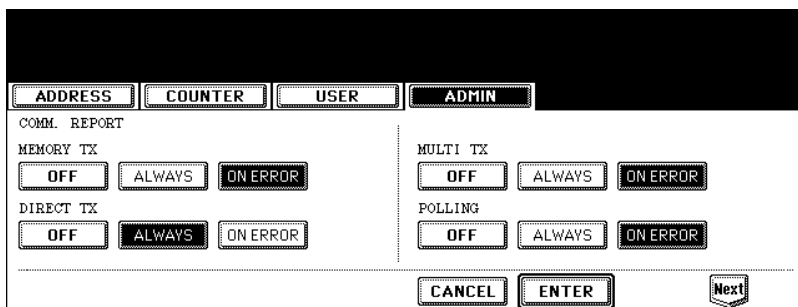 ADDRESS COUNTER USER ADMIN
COMM. REPORT
MEMORY TX
OFF ALWAYS ON ERROR
MULTI TX
OFF ALWAYS ON ERROR
DIRECT TX
OFF ALWAYS ON ERROR
POLLING
OFF ALWAYS ON ERROR
CANCEL ENTER Next